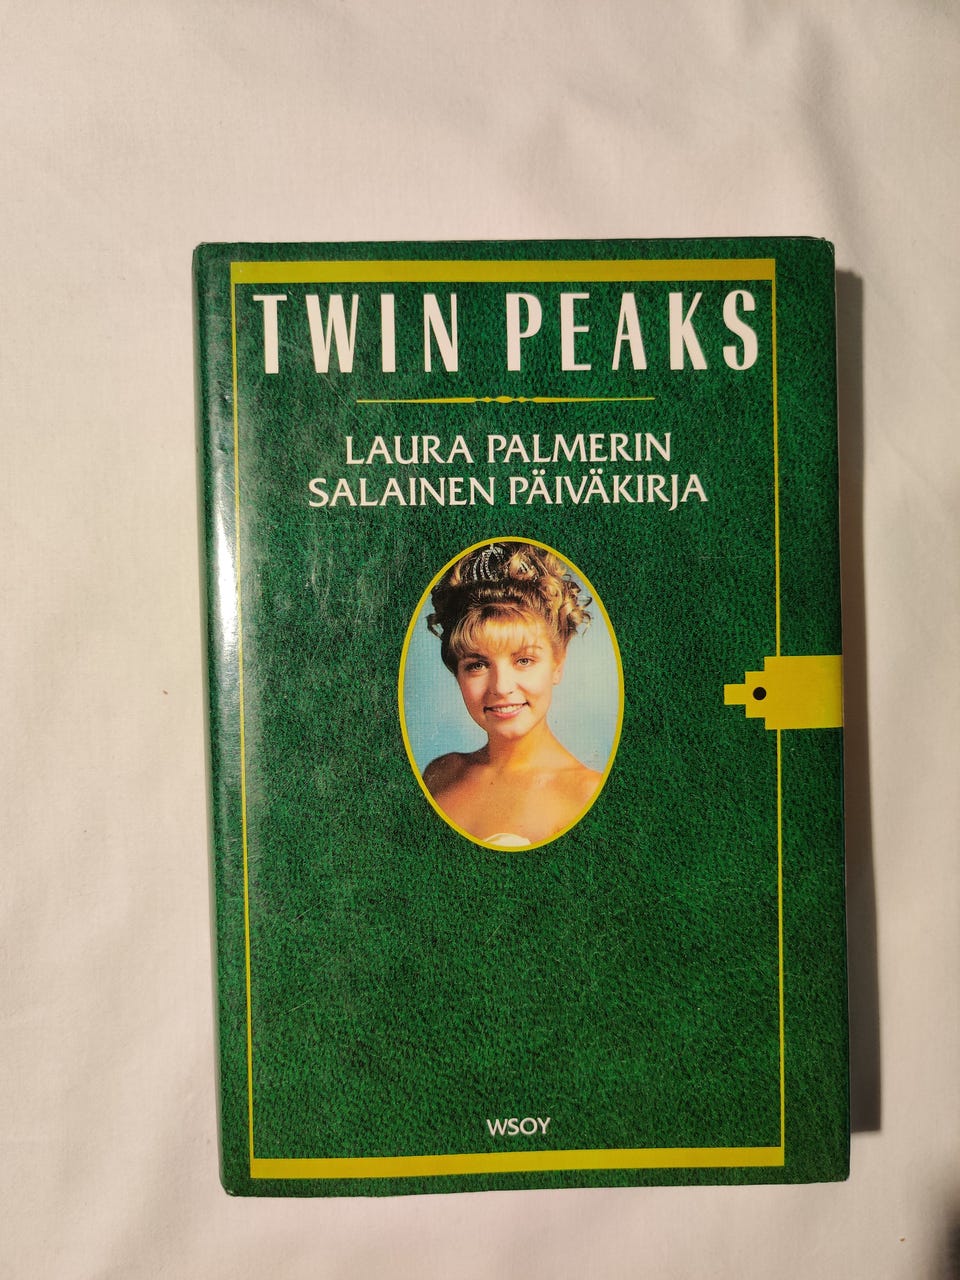 TWIN PEAKS
LAURA PALMERIN
SALAINEN PÄIVÄKIRJA
WSOY